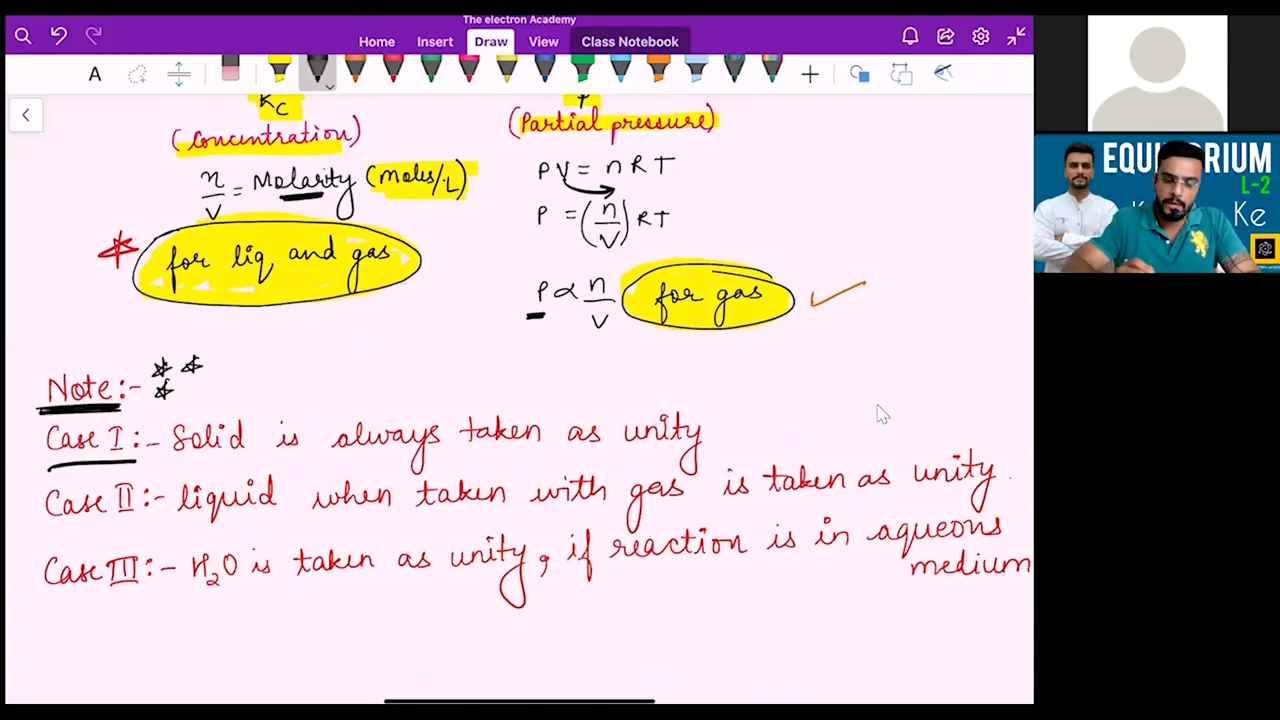 The electron Academy
Home Insert Draw View Class Notebook
A
Kc
(Concentration)
n/V = Molarity (moles/L)
for liq and gas
(Partial pressure)
PV = nRT
P = (n/V) RT
P ∝ n/V for gas
Note:-
Case I:- Solid is always taken as unity
Case II:- liquid when taken with gas is taken as unity.
Case III:- H₂O is taken as unity, if reaction is in aqueous
medium
EQUILIBRIUM
L-2
K
Ke